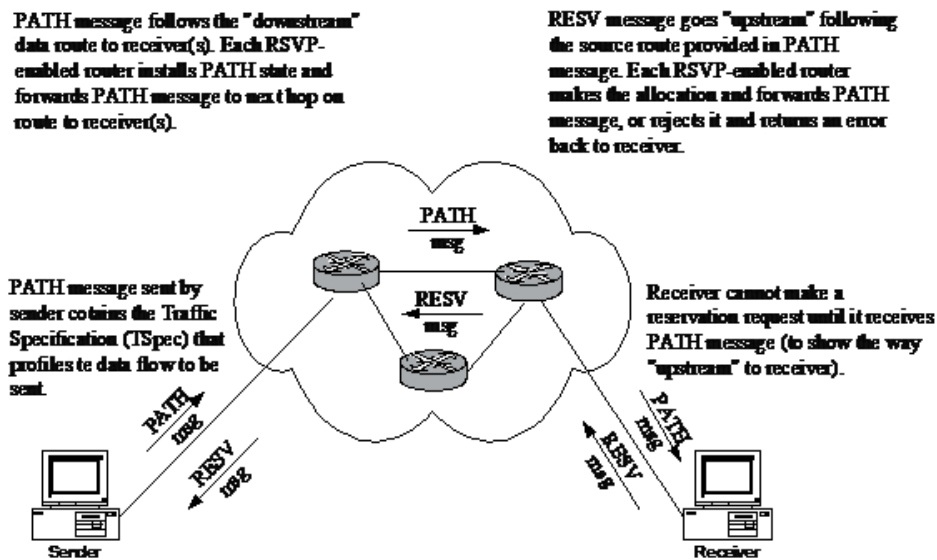 PATH message follows the "downstream"
data route to receiver(s). Each RSVP-
enabled router installs PATH state and
forwards PATH message to next hop on
route to receiver(s).
RESV message goes "upstream" following
the source route provided in PATH
message. Each RSVP-enabled router
makes the allocation and forwards PATH
message, or rejects it and returns an error
back to receiver.
PATH
msg
RESV
msg
PATH message sent by
sender cotains the Traffic
Specification (TSpec) that
profiles te data flow to be
sent.
Receiver cannot make a
reservation request until it receives
PATH message (to show the way
"upstream" to receiver).
PATH
msg
RESV
msg
PATH
msg
RESV
msg
Sender
Receiver